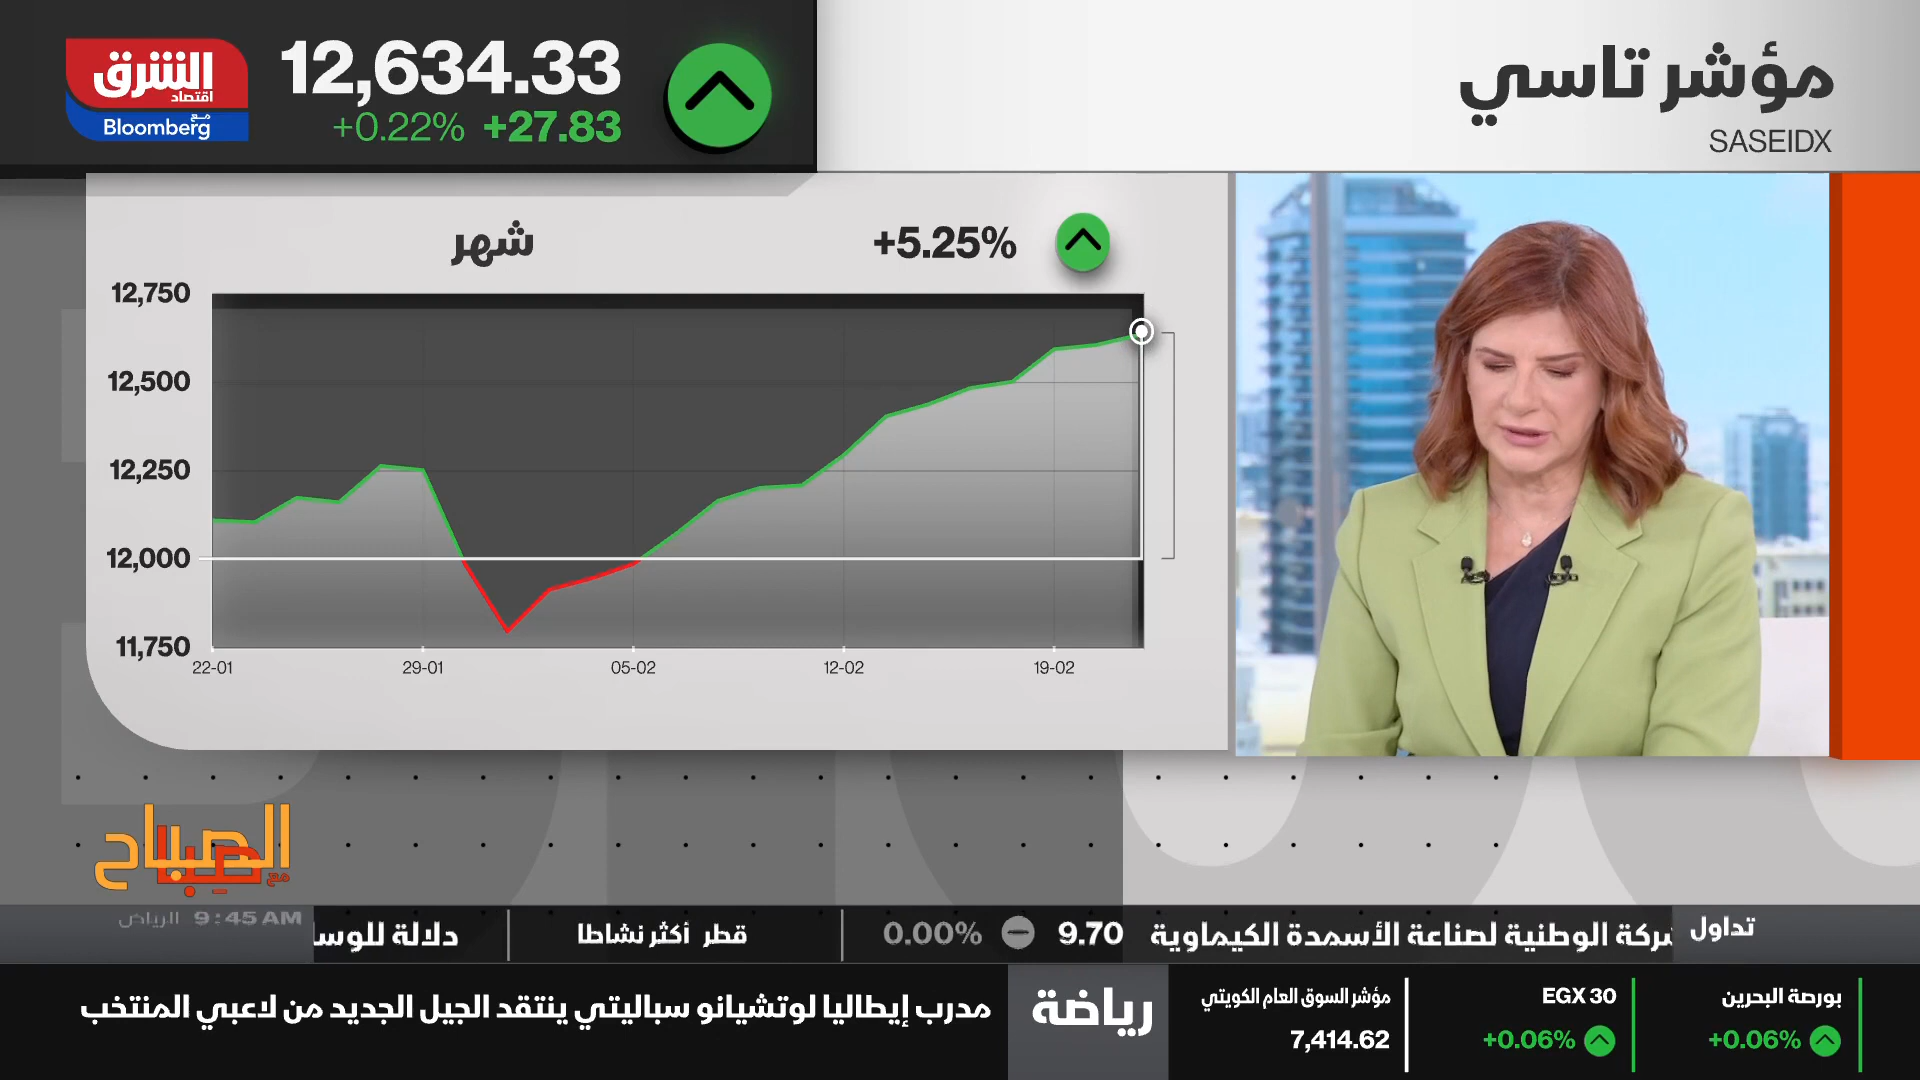 الشرق
اقتصاد
مع
Bloomberg
12,634.33
+0.22% +27.83
مؤشر تاسي
SASEIDX
شهر
+5.25%
12,750
12,500
12,250
12,000
11,750
22-01
29-01
05-02
12-02
19-02
الصباح
مع صبا
9:45 AM الرياض
تداول
شركة الوطنية لصناعة الأسمدة الكيماوية 9.70 0.00%
قطر أكثر نشاطا
دلالة للوسا
بورصة البحرين
+0.06%
EGX 30
+0.06%
مؤشر السوق العام الكويتي
7,414.62
رياضة
مدرب إيطاليا لوتشيانو سباليتي ينتقد الجيل الجديد من لاعبي المنتخب